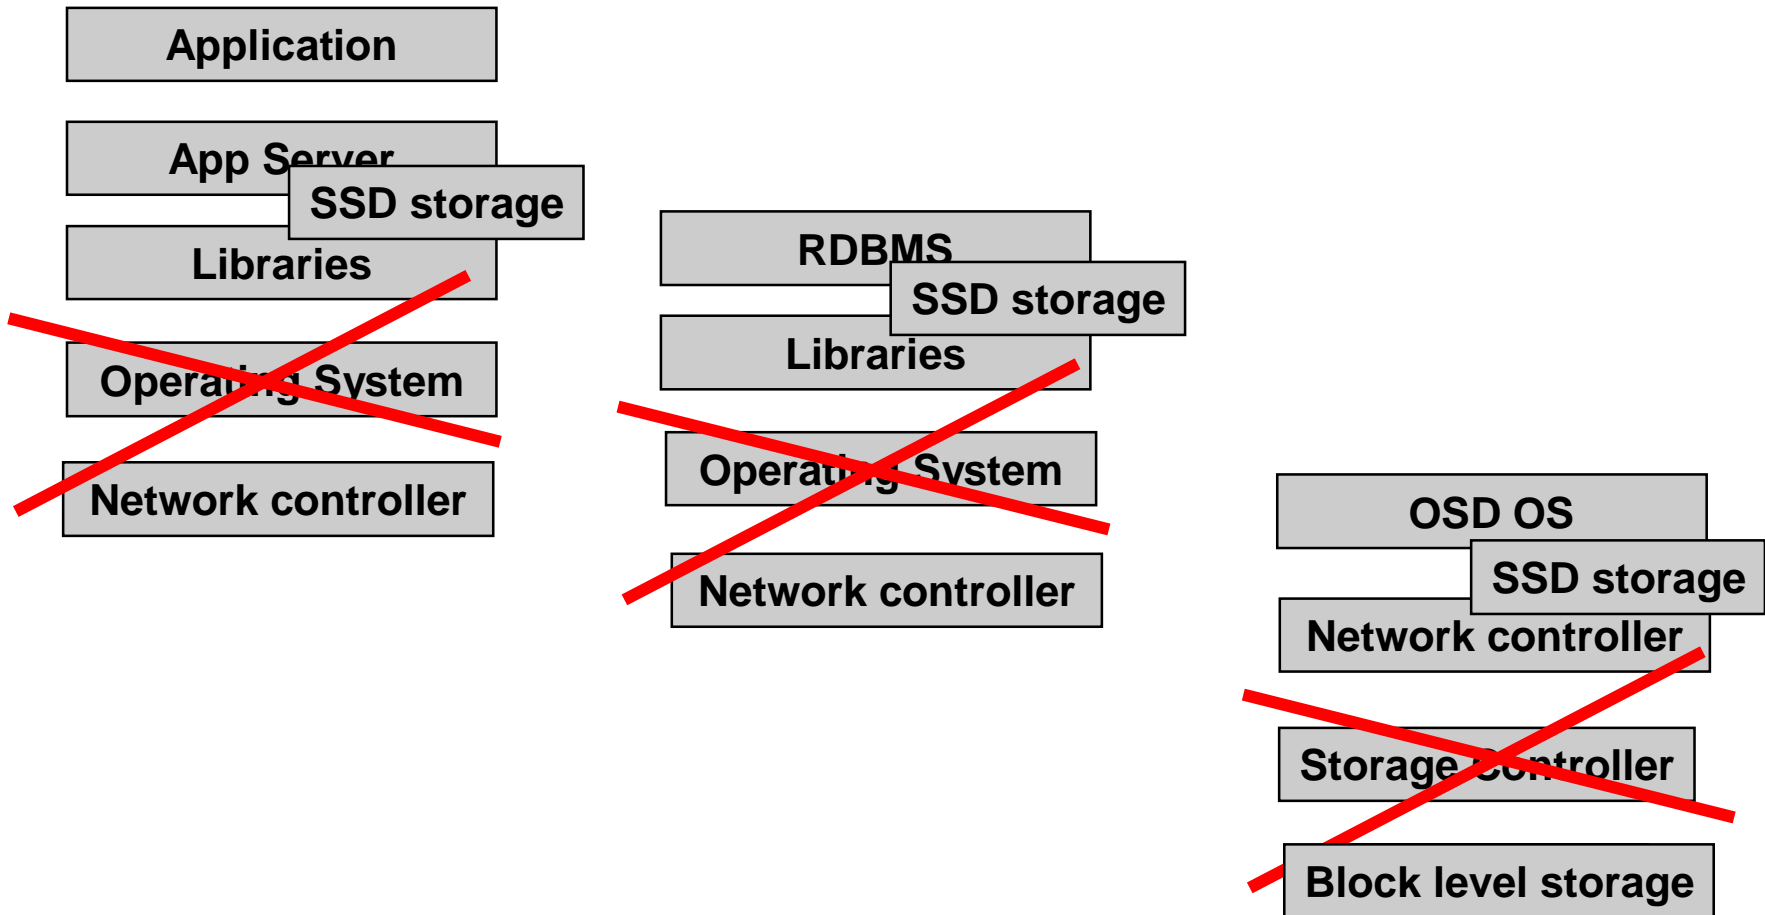 Application
App Server
SSD storage
Libraries
Operating System
Network controller
RDBMS
SSD storage
Libraries
Operating System
Network controller
OSD OS
SSD storage
Network controller
Storage Controller
Block level storage